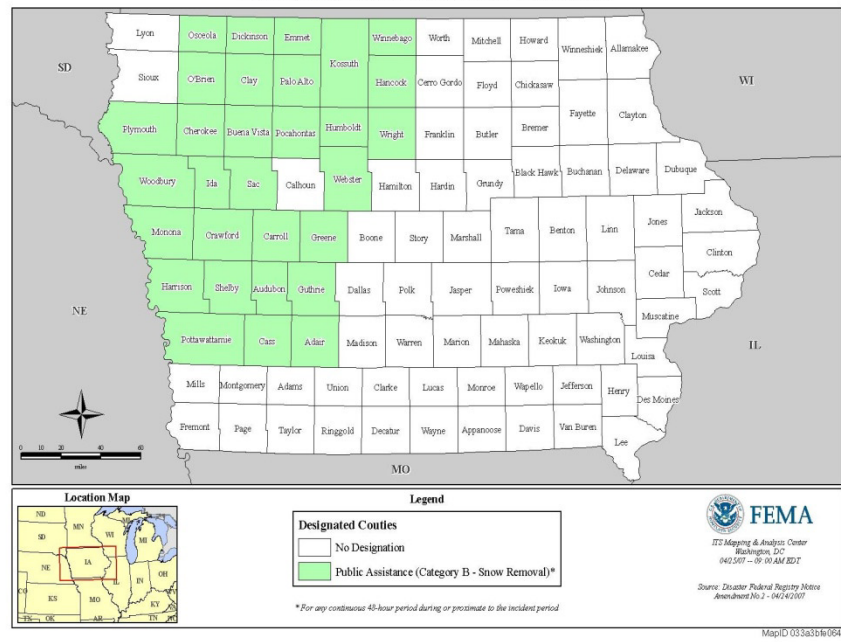 Lyon Osceola Dickinson Emmet Winnebago Worth Mitchell Howard Winneshiek Allamakee
SD Sioux O'Brien Clay Palo Alto Kossuth Hancock Cerro Gordo Floyd Chickasaw WI
Plymouth Cherokee Buena Vista Pocahontas Humboldt Wright Franklin Butler Bremer Fayette Clayton
Woodbury Ida Sac Calhoun Webster Hamilton Hardin Grundy Black Hawk Buchanan Delaware Dubuque
Monona Crawford Carroll Greene Boone Story Marshall Tama Benton Linn Jones Jackson
Clinton
NE Harrison Shelby Audubon Guthrie Dallas Polk Jasper Poweshiek Iowa Johnson Cedar Scott
Muscatine
Pottawattamie Cass Adair Madison Warren Marion Mahaska Keokuk Washington Louisa IL
Mills Montgomery Adams Union Clarke Lucas Monroe Wapello Jefferson Henry Des Moines
Fremont Page Taylor Ringgold Decatur Wayne Appanoose Davis Van Buren Lee
0 10 20 40 60
miles
MO
Location Map
ND MN SD WI MI NE IA IL IN OH CO KS MO KY TN OK AR TN NC
Legend
Designated Couties
No Designation
Public Assistance (Category B - Snow Removal)*
* For any continuous 48-hour period during or proximate to the incident period
FEMA
ITS Mapping & Analysis Center
Washington, DC
04/25/07 -- 09:00 AM EDT
Source: Disaster Federal Registry Notice
Amendment No. 2 - 04/24/2007
MapID 033a3bfe064